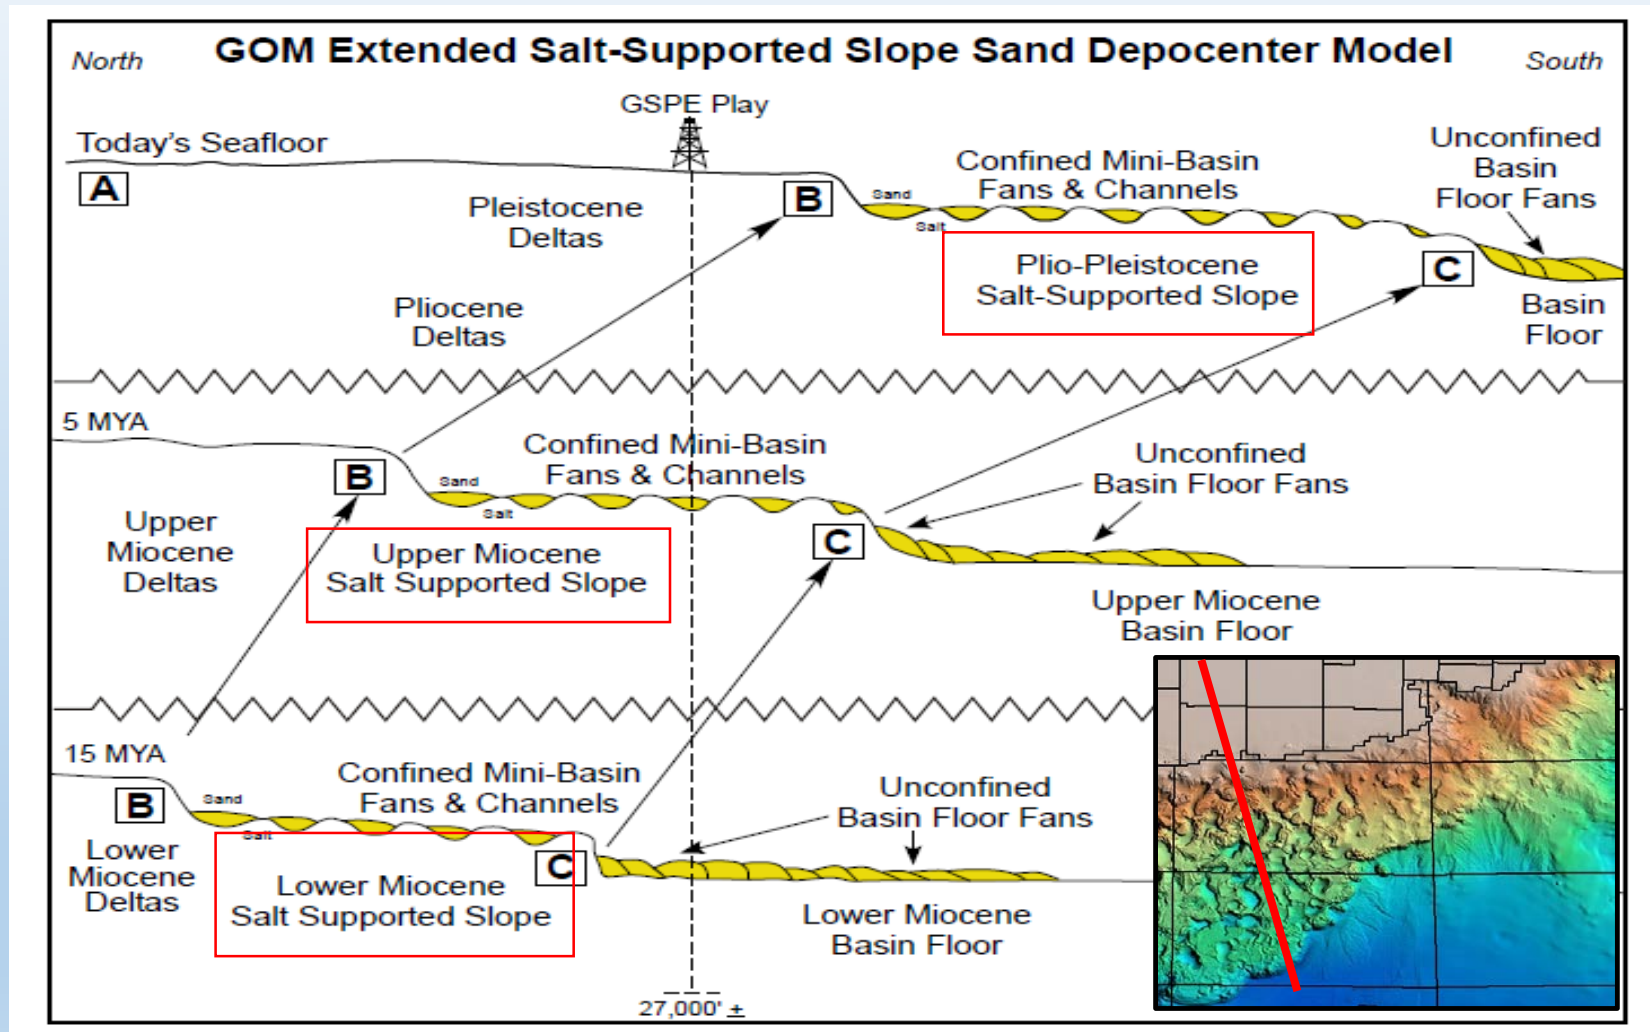 GOM Extended Salt-Supported Slope Sand Depocenter Model
North
South
GSPE Play
Today's Seafloor
A
Pleistocene
Deltas
Pliocene
Deltas
B
Sand
Salt
Confined Mini-Basin
Fans & Channels
Plio-Pleistocene
Salt-Supported Slope
Unconfined
Basin
Floor Fans
C
Basin
Floor
5 MYA
B
Upper
Miocene
Deltas
Sand
Salt
Confined Mini-Basin
Fans & Channels
Upper Miocene
Salt Supported Slope
C
Unconfined
Basin Floor Fans
Upper Miocene
Basin Floor
15 MYA
B
Lower
Miocene
Deltas
Sand
Salt
Confined Mini-Basin
Fans & Channels
Lower Miocene
Salt Supported Slope
C
Unconfined
Basin Floor Fans
Lower Miocene
Basin Floor
27,000' ±